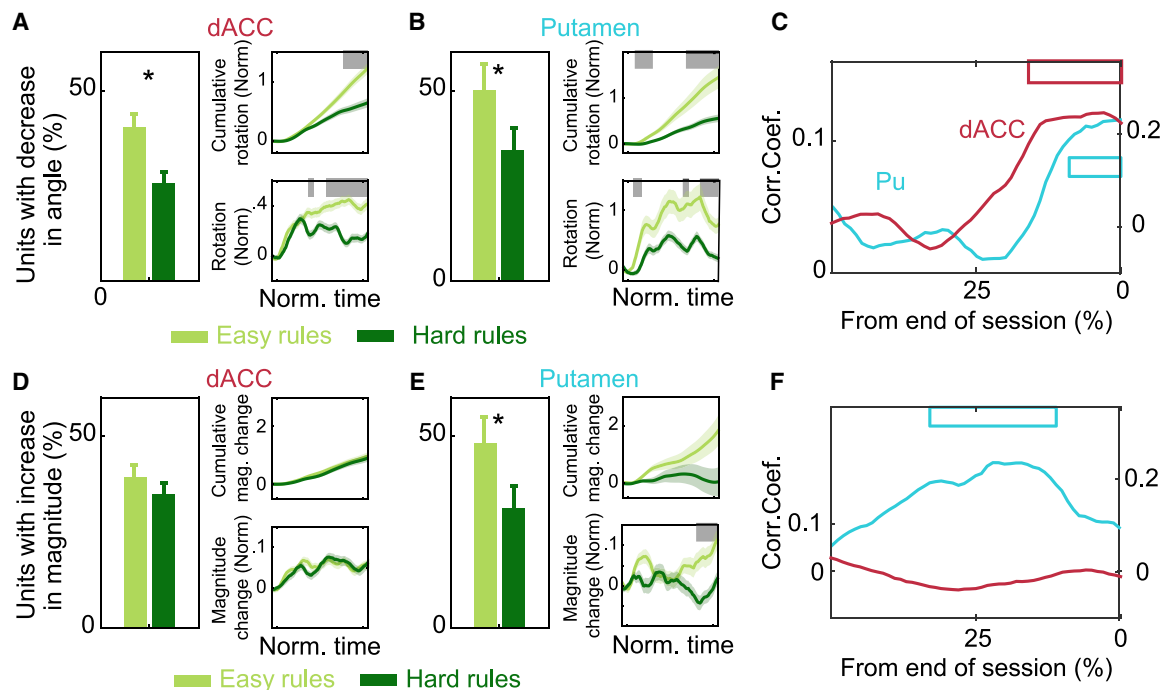 A
dACC
Units with decrease
in angle (%)
50
0
*
Cumulative
rotation (Norm)
1
0
Rotation
(Norm)
.4
0
Norm. time
B
Putamen
50
0
*
Cumulative
rotation (Norm)
2
1
0
Rotation
(Norm)
1
0
Norm. time
C
Corr.Coef.
0.1
0
dACC
Pu
0.2
0
25
0
From end of session (%)
Easy rules
Hard rules
D
dACC
Units with increase
in magnitude (%)
50
0
Cumulative
mag. change
2
0
Magnitude
change (Norm)
.1
0
Norm. time
E
Putamen
50
0
*
Cumulative
mag. change
2
0
Magnitude
change (Norm)
.1
0
Norm. time
F
Corr.Coef.
0.1
0
0.2
0
25
0
From end of session (%)
Easy rules
Hard rules